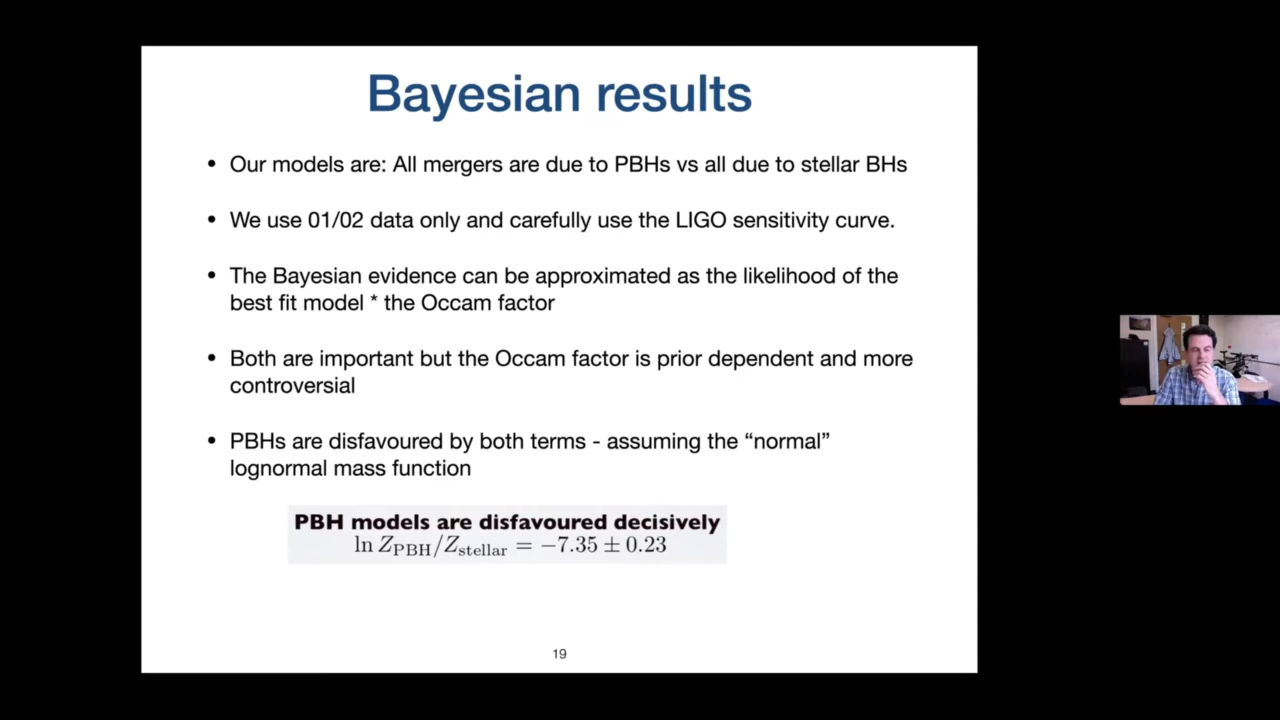 Bayesian results
• Our models are: All mergers are due to PBHs vs all due to stellar BHs
• We use 01/02 data only and carefully use the LIGO sensitivity curve.
• The Bayesian evidence can be approximated as the likelihood of the
best fit model * the Occam factor
• Both are important but the Occam factor is prior dependent and more
controversial
• PBHs are disfavoured by both terms - assuming the “normal”
lognormal mass function
PBH models are disfavoured decisively
ln Z_PBH/Z_stellar = −7.35 ± 0.23
19